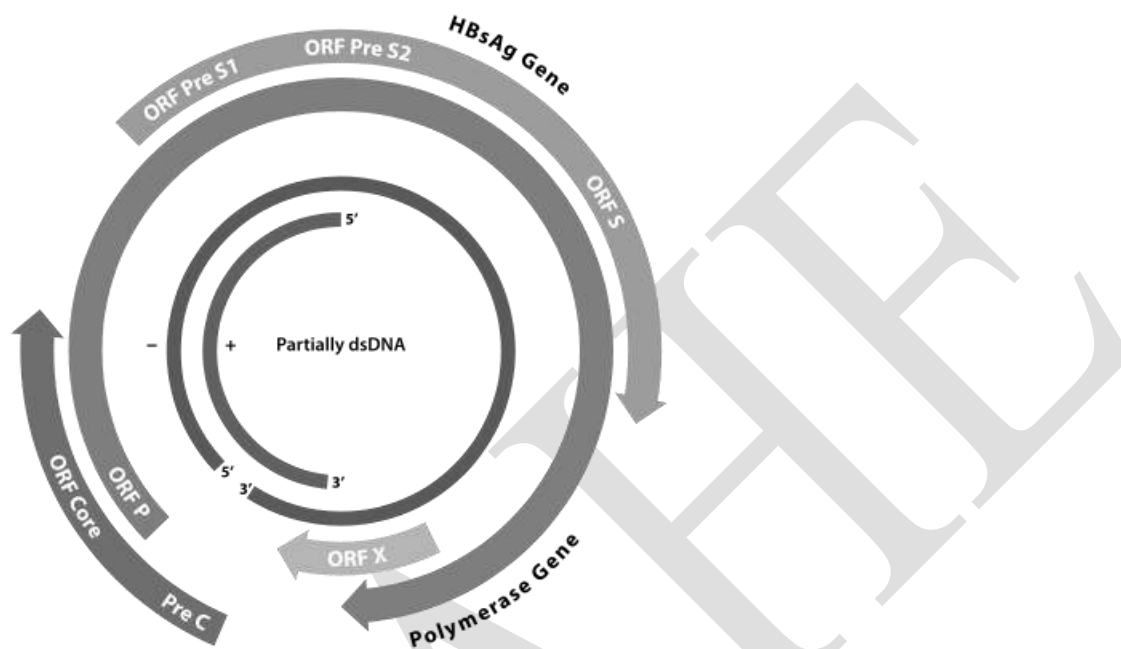 HBsAg Gene
ORF Pre S1
ORF Pre S2
ORF S
5’
–
+
Partially dsDNA
5’
3’
3’
ORF P
ORF Core
Pre C
ORF X
Polymerase Gene
HE